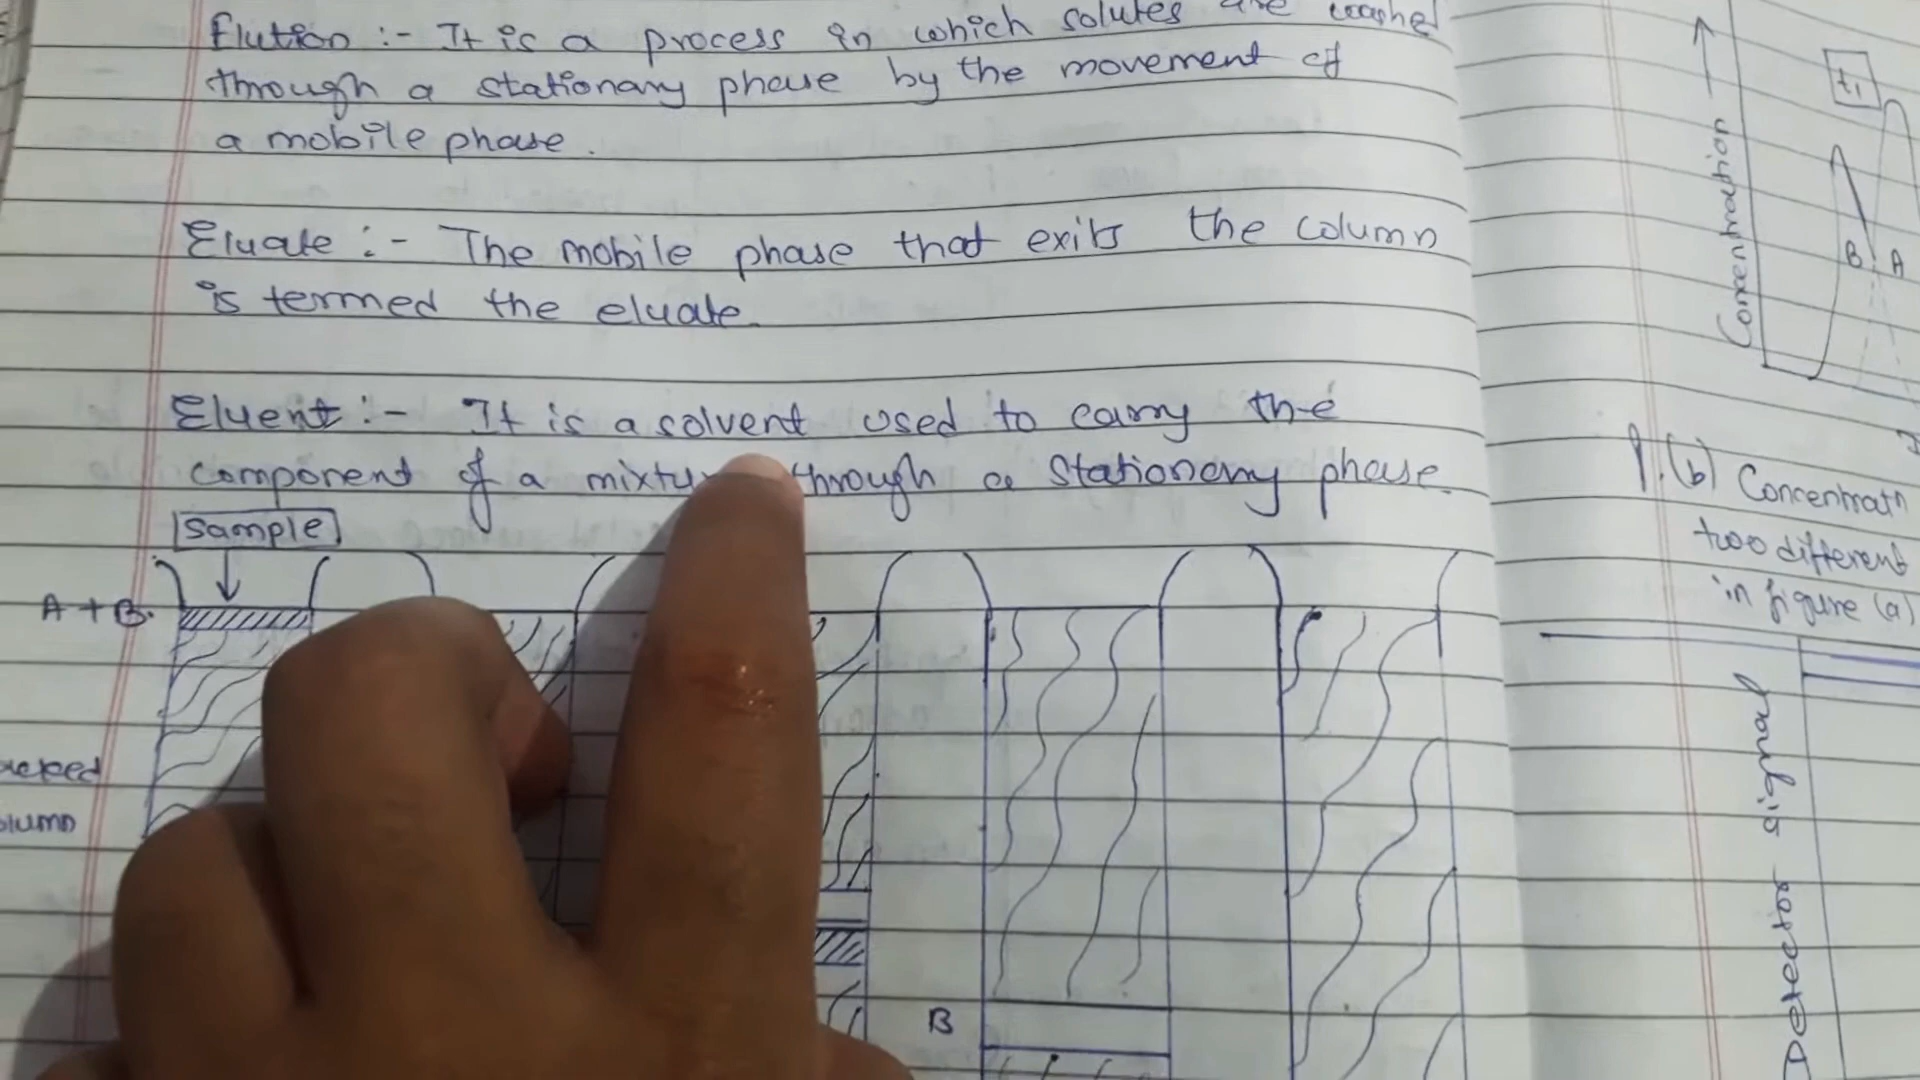 Elution :- It is a process in which solutes are washed
through a stationary phase by the movement of
a mobile phase.
Eluate :- The mobile phase that exits the column
is termed the eluate.
Eluent :- It is a solvent used to carry the
component of a mixture through a stationary phase.
Sample
A + B.
column
B
Concentration
t1
B A
(b) Concentrat
two different
in figure (a)
Detector signal